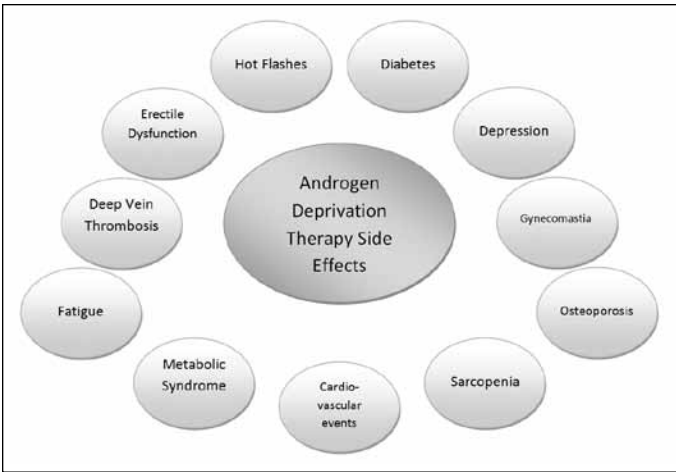 Hot Flashes
Diabetes
Erectile
Dysfunction
Depression
Androgen
Deprivation
Therapy Side
Effects
Deep Vein
Thrombosis
Gynecomastia
Fatigue
Osteoporosis
Metabolic
Syndrome
Cardio-
vascular
events
Sarcopenia